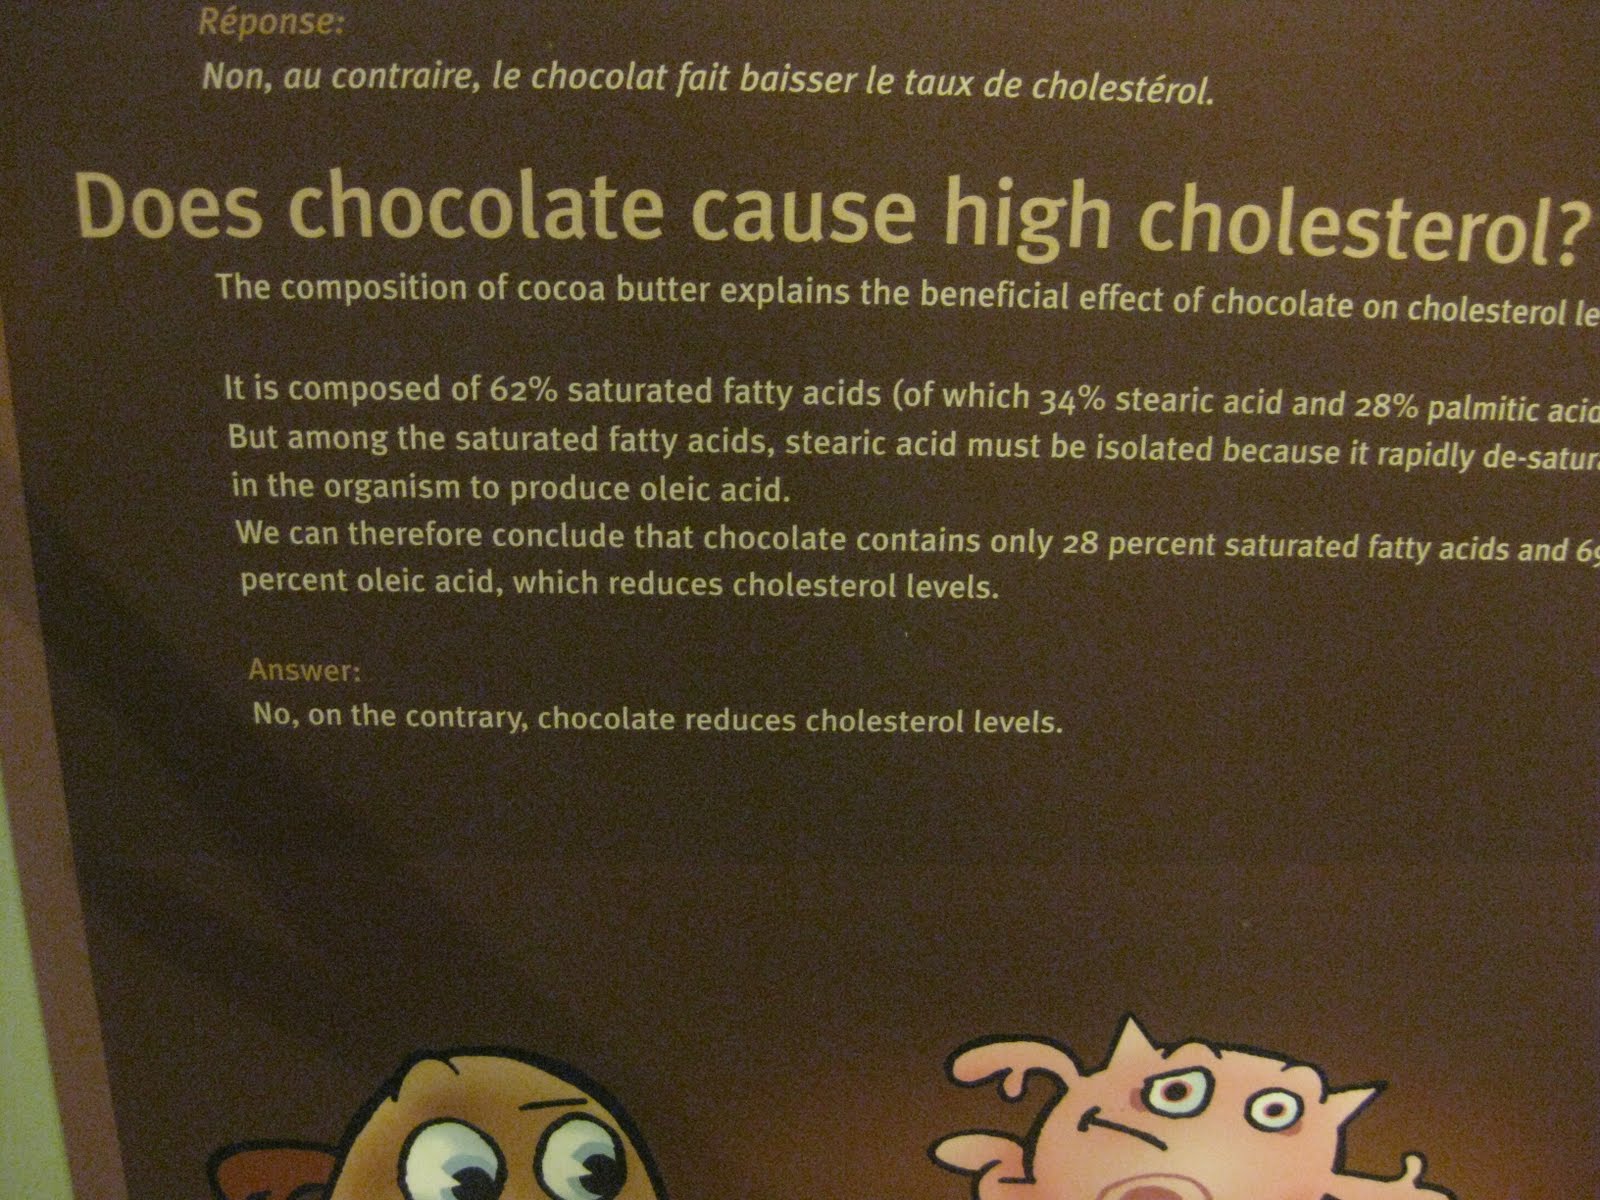 Réponse:
Non, au contraire, le chocolat fait baisser le taux de cholestérol.
Does chocolate cause high cholesterol?
The composition of cocoa butter explains the beneficial effect of chocolate on cholesterol le
It is composed of 62% saturated fatty acids (of which 34% stearic acid and 28% palmitic acid
But among the saturated fatty acids, stearic acid must be isolated because it rapidly de-satur
in the organism to produce oleic acid.
We can therefore conclude that chocolate contains only 28 percent saturated fatty acids and 69
percent oleic acid, which reduces cholesterol levels.
Answer:
No, on the contrary, chocolate reduces cholesterol levels.